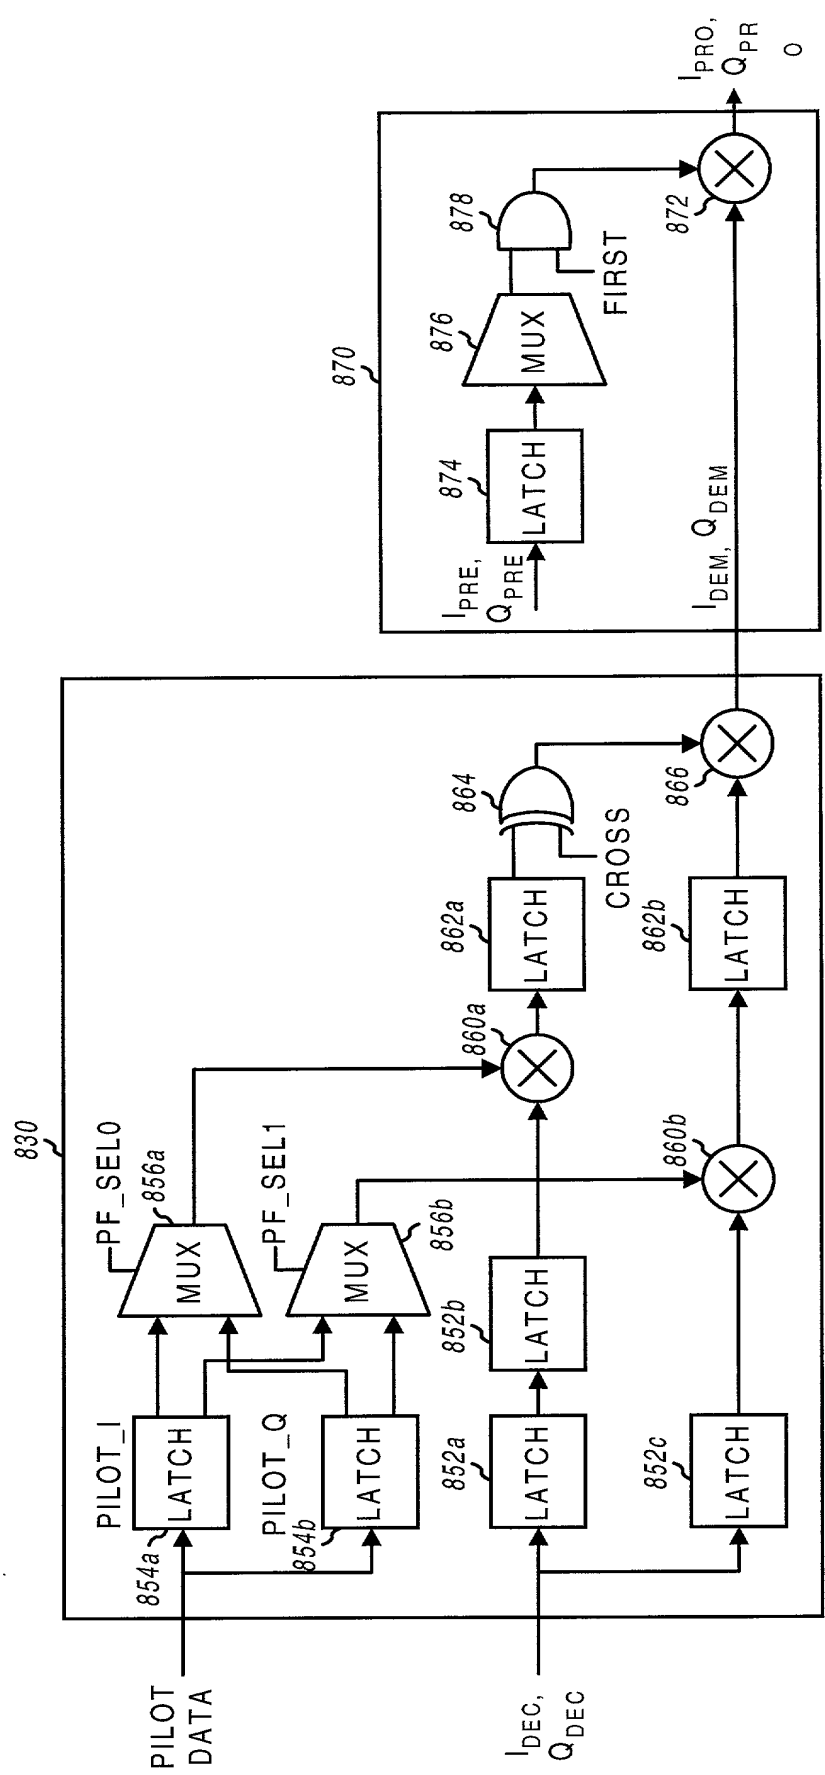 830
PILOT
DATA
854a
LATCH
PILOT_I
854b
LATCH
PILOT_Q
PF_SEL0
856a
MUX
PF_SEL1
856b
MUX
I_DEC,
Q_DEC
852a
LATCH
852b
LATCH
852c
LATCH
860a
860b
862a
LATCH
862b
LATCH
864
CROSS
866
870
I_DEM, Q_DEM
I_PRE,
Q_PRE
874
LATCH
876
MUX
878
FIRST
872
I_PRO,
Q_PR
O